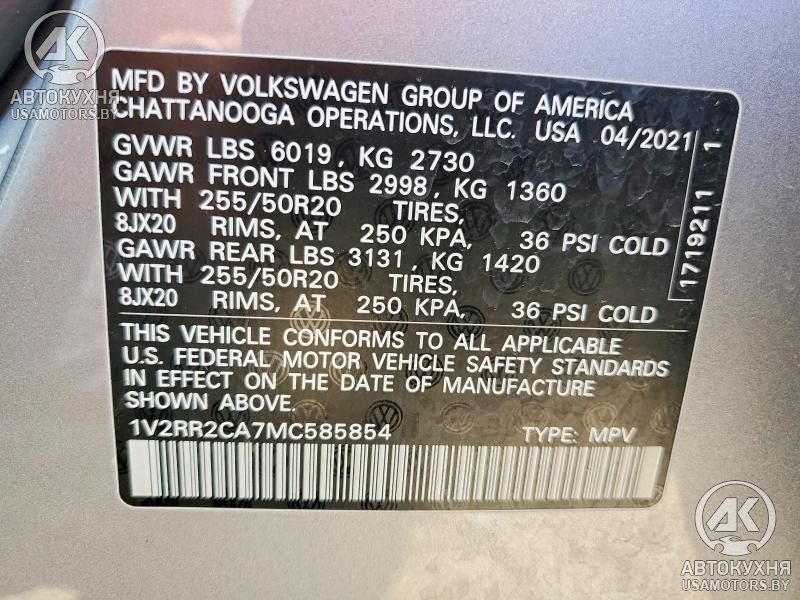 AK
АВТОКУХНЯ
USAMOTORS.BY
MFD BY VOLKSWAGEN GROUP OF AMERICA
CHATTANOOGA OPERATIONS, LLC. USA 04/2021
GVWR LBS 6019, KG 2730
GAWR FRONT LBS 2998, KG 1360
WITH 255/50R20 TIRES,
8JX20 RIMS, AT 250 KPA, 36 PSI COLD
GAWR REAR LBS 3131, KG 1420
WITH 255/50R20 TIRES,
8JX20 RIMS, AT 250 KPA, 36 PSI COLD
1719211 1
THIS VEHICLE CONFORMS TO ALL APPLICABLE
U.S. FEDERAL MOTOR VEHICLE SAFETY STANDARDS
IN EFFECT ON THE DATE OF MANUFACTURE
SHOWN ABOVE.
1V2RR2CA7MC585854 TYPE: MPV
AK
АВТОКУХНЯ
USAMOTORS.BY